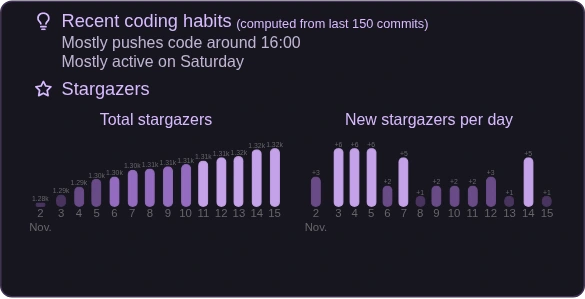 Recent coding habits (computed from last 150 commits)
Mostly pushes code around 16:00
Mostly active on Saturday
Stargazers
Total stargazers
1.28k 1.29k 1.29k 1.30k 1.30k 1.30k 1.31k 1.31k 1.31k 1.31k 1.31k 1.32k 1.32k 1.32k
2 3 4 5 6 7 8 9 10 11 12 13 14 15
Nov.
New stargazers per day
+3 +6 +6 +6 +2 +5 +1 +2 +2 +2 +3 +1 +5 +1
2 3 4 5 6 7 8 9 10 11 12 13 14 15
Nov.